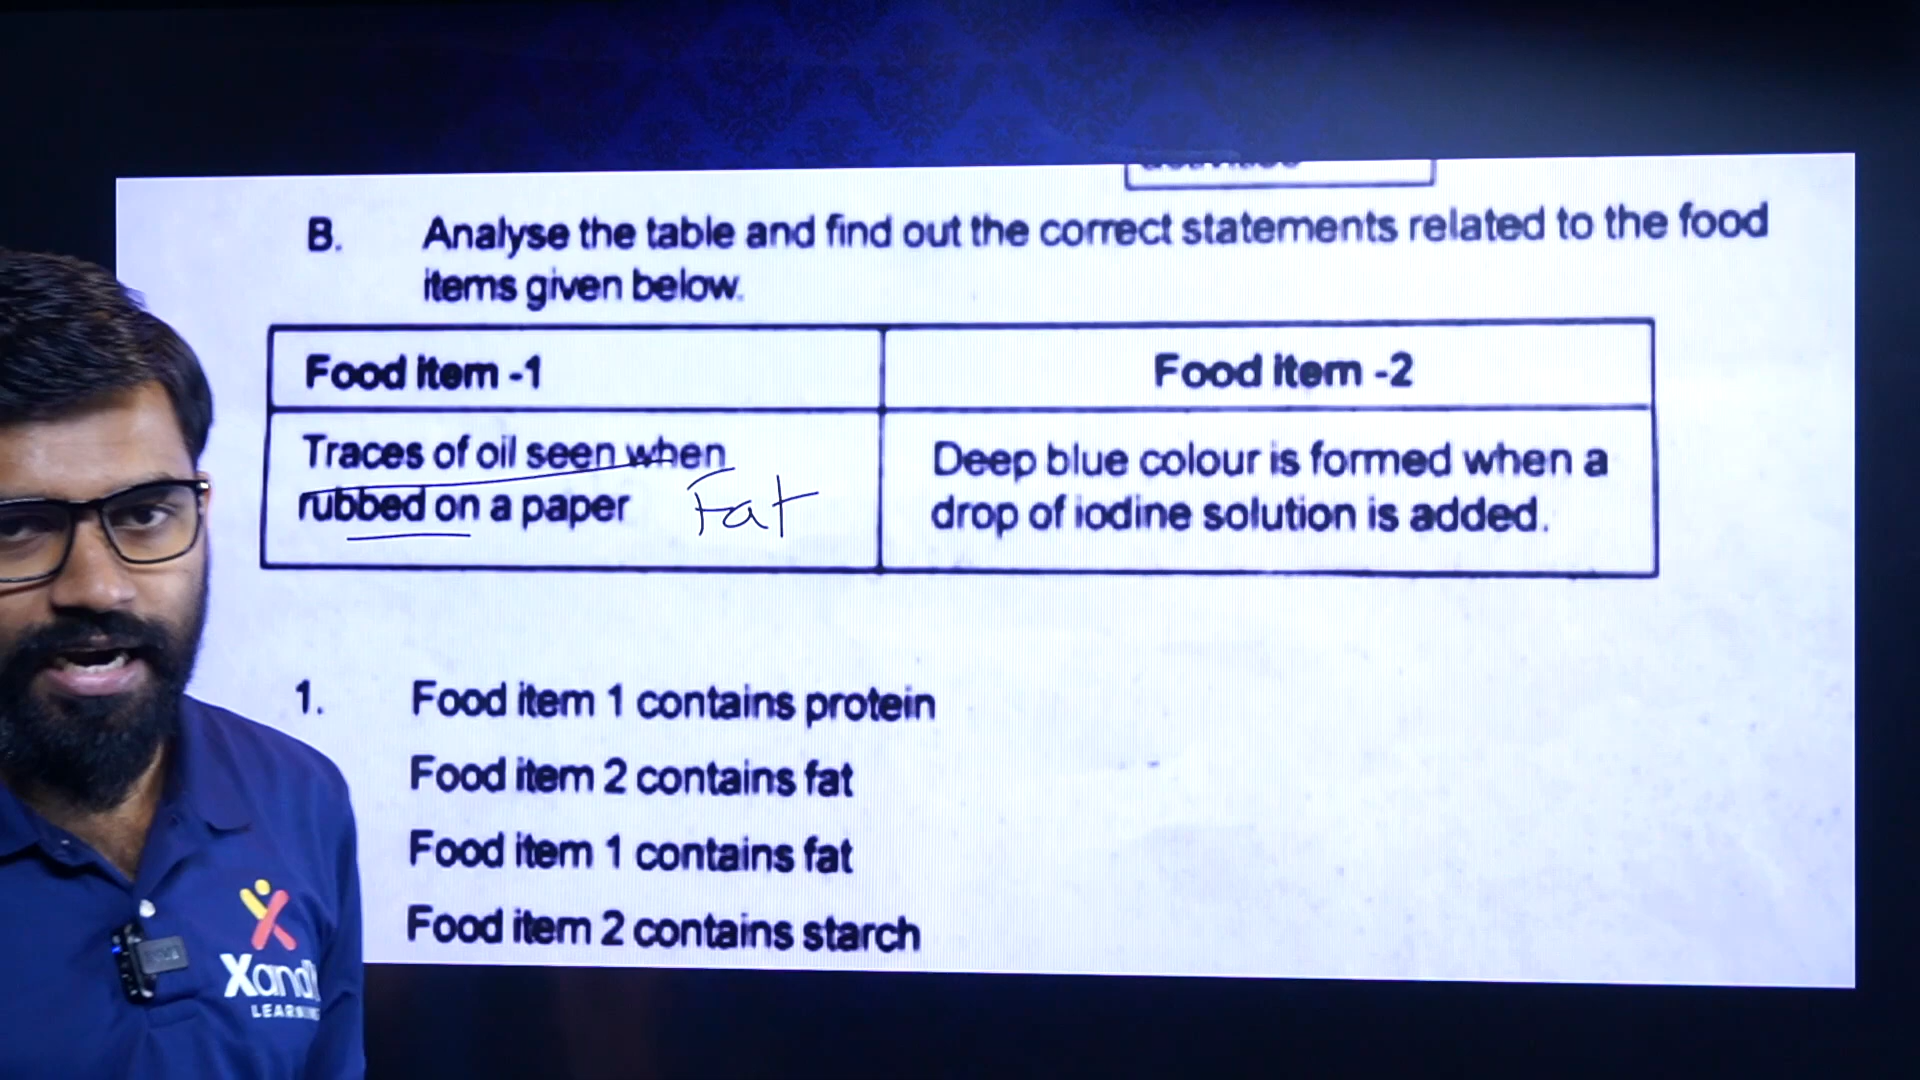 B. Analyse the table and find out the correct statements related to the food
items given below.
Food item -1
Food item -2
Traces of oil seen when
rubbed on a paper
Fat
Deep blue colour is formed when a
drop of iodine solution is added.
1. Food item 1 contains protein
Food item 2 contains fat
Food item 1 contains fat
Food item 2 contains starch